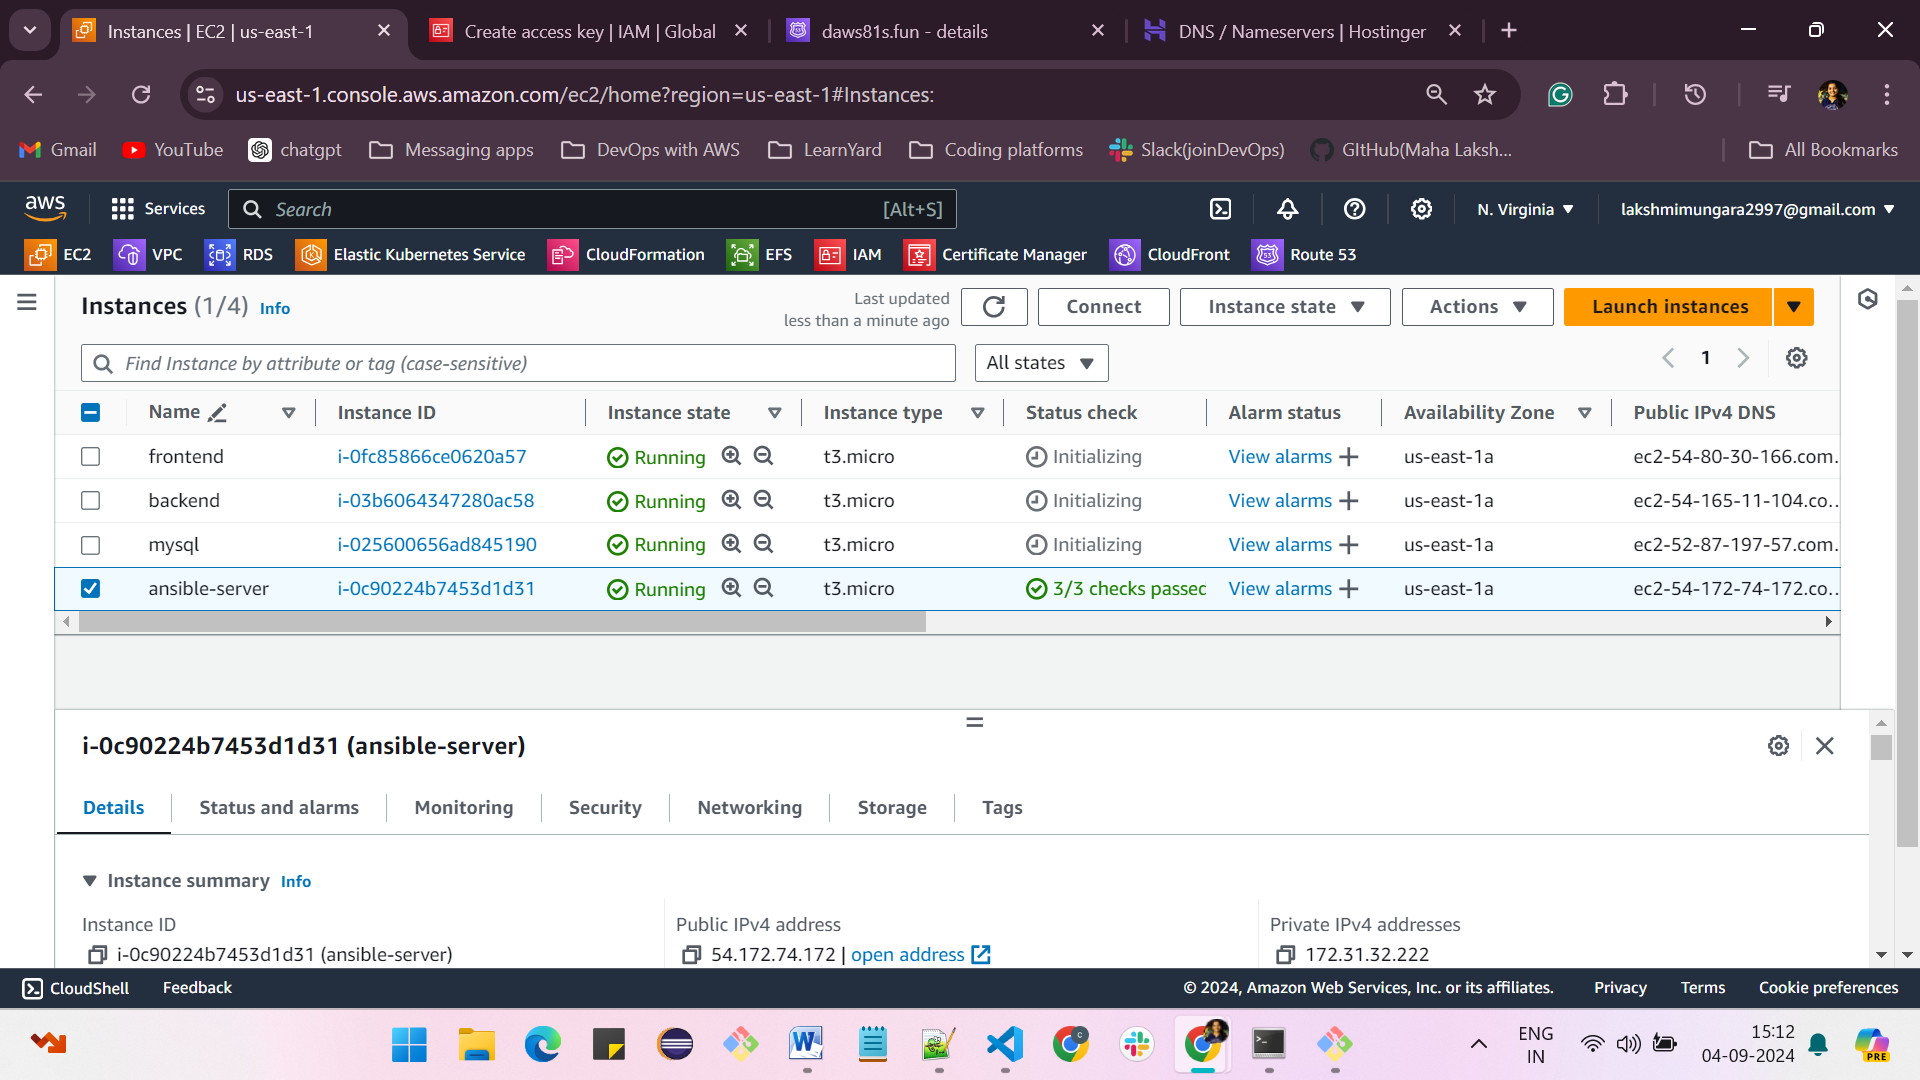 Instances | EC2 | us-east-1
Create access key | IAM | Global
daws81s.fun - details
DNS / Nameservers | Hostinger
us-east-1.console.aws.amazon.com/ec2/home?region=us-east-1#Instances:
Gmail
YouTube
chatgpt
Messaging apps
DevOps with AWS
LearnYard
Coding platforms
Slack(joinDevOps)
GItHub(Maha Laksh...
All Bookmarks
aws
Services
Search
[Alt+S]
N. Virginia
lakshmimungara2997@gmail.com
EC2
VPC
RDS
Elastic Kubernetes Service
CloudFormation
EFS
IAM
Certificate Manager
CloudFront
Route 53
Instances (1/4) Info
Last updated
less than a minute ago
Connect
Instance state
Actions
Launch instances
Find Instance by attribute or tag (case-sensitive)
All states
1
Name Instance ID Instance state Instance type Status check Alarm status Availability Zone Public IPv4 DNS
frontend i-0fc85866ce0620a57 Running t3.micro Initializing View alarms us-east-1a ec2-54-80-30-166.com.
backend i-03b6064347280ac58 Running t3.micro Initializing View alarms us-east-1a ec2-54-165-11-104.co..
mysql i-025600656ad845190 Running t3.micro Initializing View alarms us-east-1a ec2-52-87-197-57.com.
ansible-server i-0c90224b7453d1d31 Running t3.micro 3/3 checks passed View alarms us-east-1a ec2-54-172-74-172.co..
i-0c90224b7453d1d31 (ansible-server)
Details
Status and alarms
Monitoring
Security
Networking
Storage
Tags
Instance summary Info
Instance ID
i-0c90224b7453d1d31 (ansible-server)
Public IPv4 address
54.172.74.172 | open address
Private IPv4 addresses
172.31.32.222
CloudShell
Feedback
© 2024, Amazon Web Services, Inc. or its affiliates.
Privacy
Terms
Cookie preferences
ENG
IN
15:12
04-09-2024
PRE